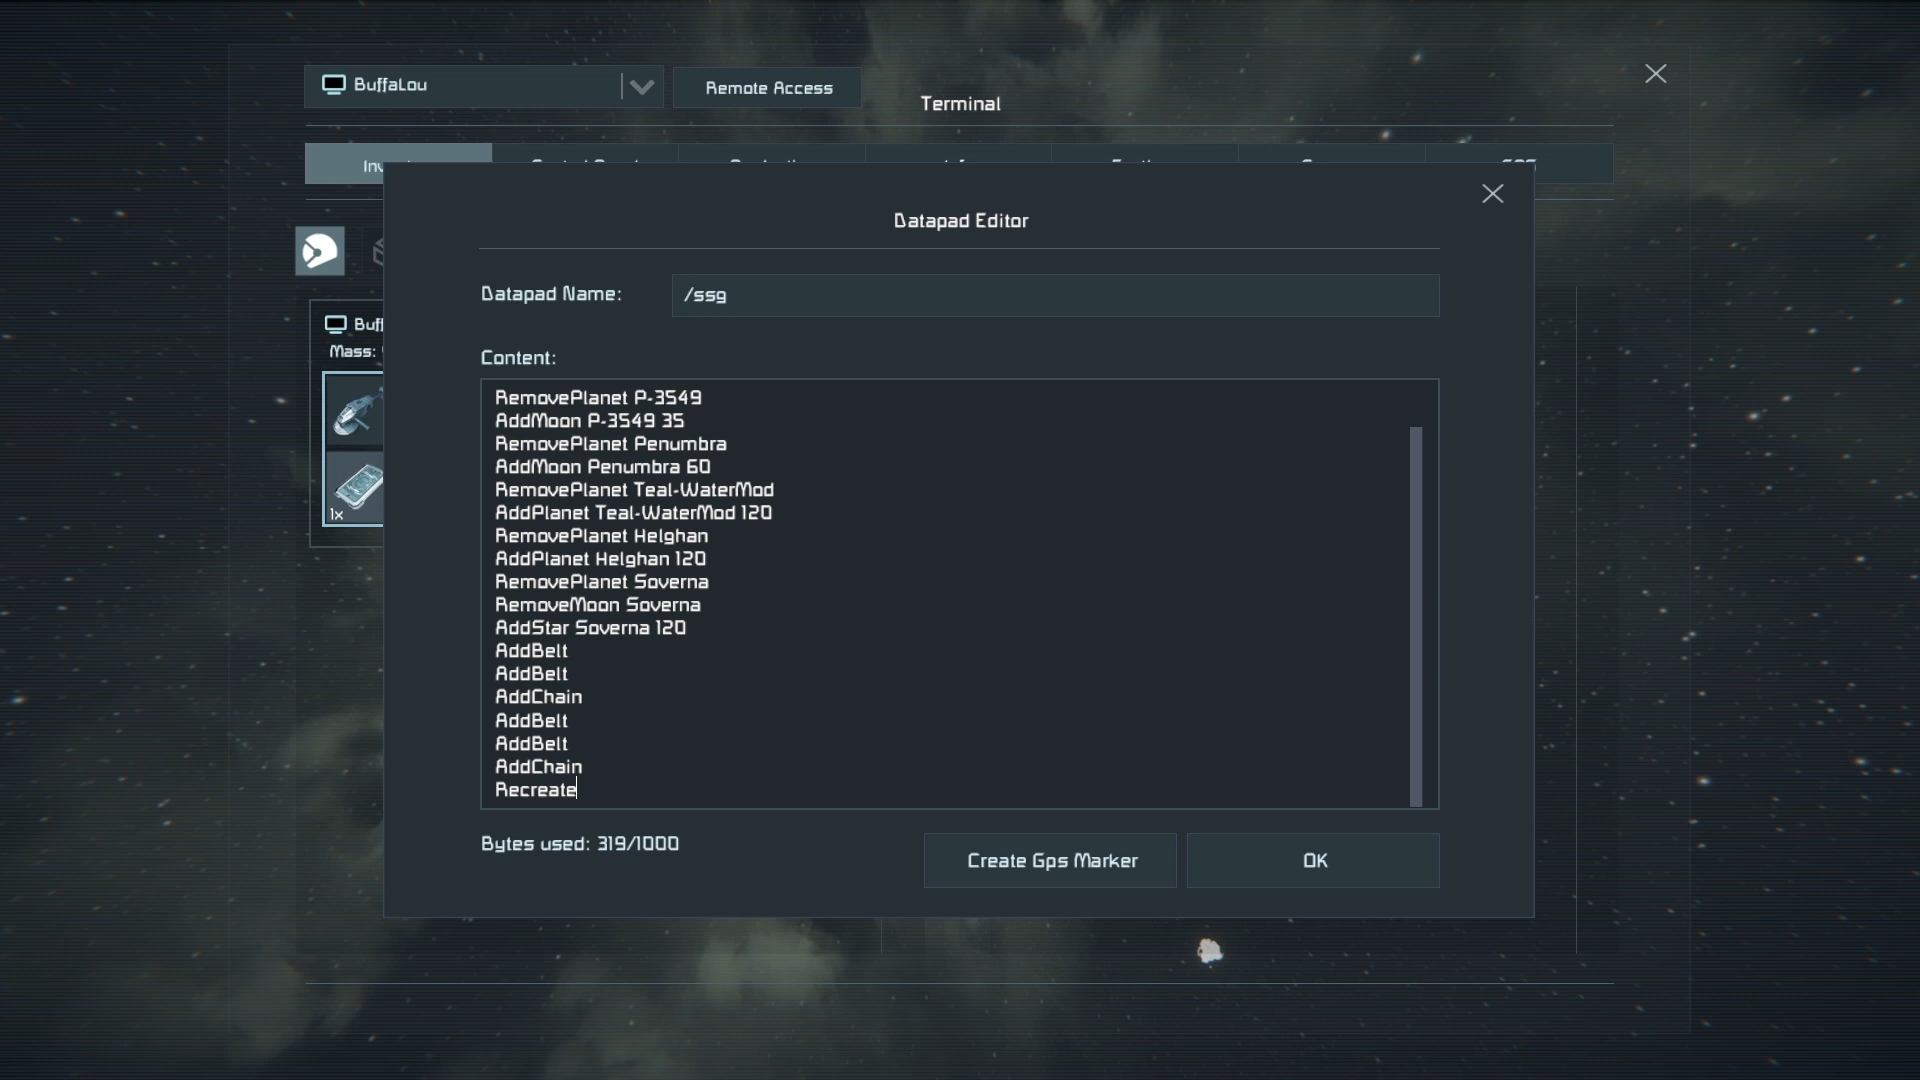 BuffaLou
Remote Access
Terminal
Datapad Editor
Datapad Name:
/ssg
Content:
Mass:
1x
RemovePlanet P-3549
AddMoon P-3549 35
RemovePlanet Penumbra
AddMoon Penumbra 60
RemovePlanet Teal-WaterMod
AddPlanet Teal-WaterMod 120
RemovePlanet Helghan
AddPlanet Helghan 120
RemovePlanet Soverna
RemoveMoon Soverna
AddStar Soverna 120
AddBelt
AddBelt
AddChain
AddBelt
AddBelt
AddChain
Recreate
Bytes used: 319/1000
Create Gps Marker
OK